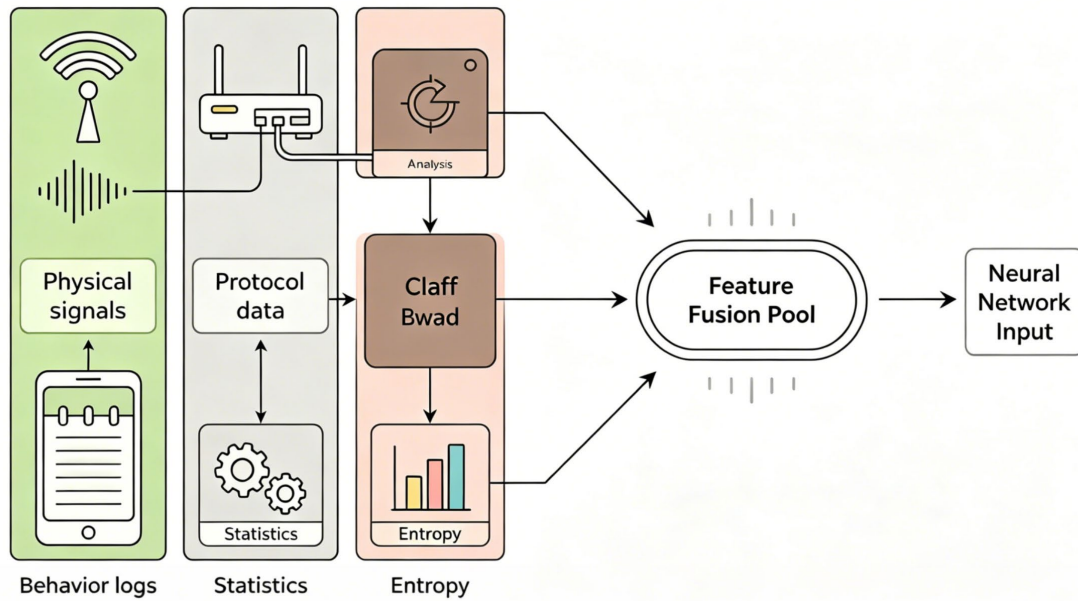 Analysis
Physical
signals
Protocol
data
Claff
Bwad
Feature
Fusion Pool
Neural
Network
Input
Statistics
Entropy
Behavior logs
Statistics
Entropy